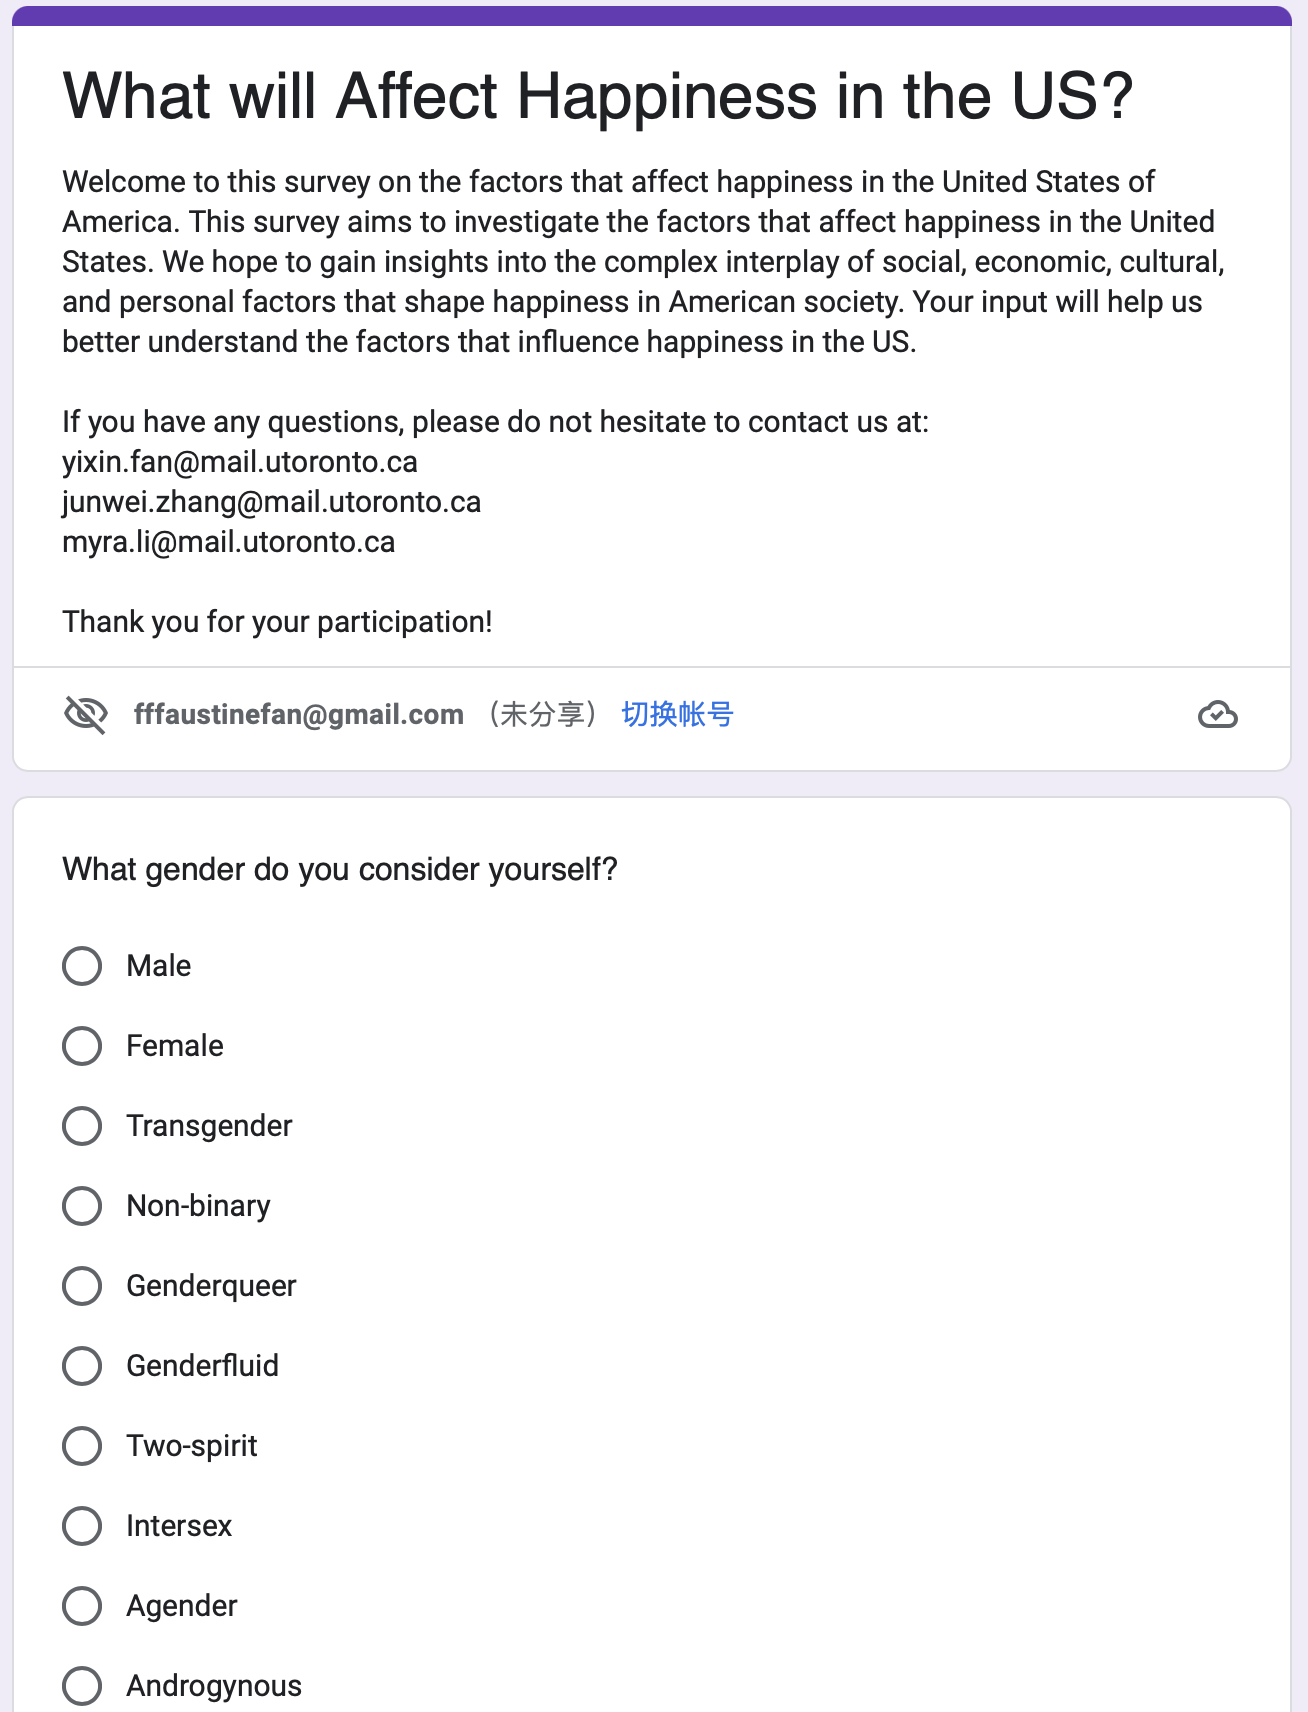 What will Affect Happiness in the US?
Welcome to this survey on the factors that affect happiness in the United States of
America. This survey aims to investigate the factors that affect happiness in the United
States. We hope to gain insights into the complex interplay of social, economic, cultural,
and personal factors that shape happiness in American society. Your input will help us
better understand the factors that influence happiness in the US.
If you have any questions, please do not hesitate to contact us at:
yixin.fan@mail.utoronto.ca
junwei.zhang@mail.utoronto.ca
myra.li@mail.utoronto.ca
Thank you for your participation!
fffaustinefan@gmail.com （未分享） 切换帐号
What gender do you consider yourself?
Male
Female
Transgender
Non-binary
Genderqueer
Genderfluid
Two-spirit
Intersex
Agender
Androgynous